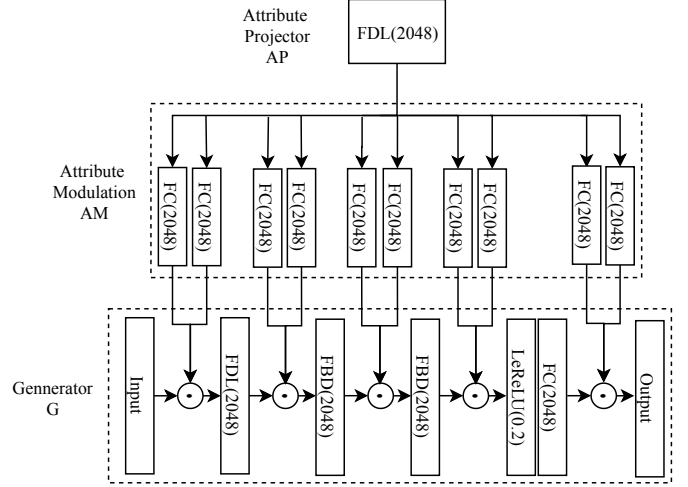 Attribute
Projector
AP
FDL(2048)
Attribute
Modulation
AM
FC(2048)
FC(2048)
FC(2048)
FC(2048)
FC(2048)
FC(2048)
FC(2048)
FC(2048)
FC(2048)
FC(2048)
Gennerator
G
Input
FDL(2048)
FBD(2048)
FBD(2048)
LeReLU(0.2)
FC(2048)
Output